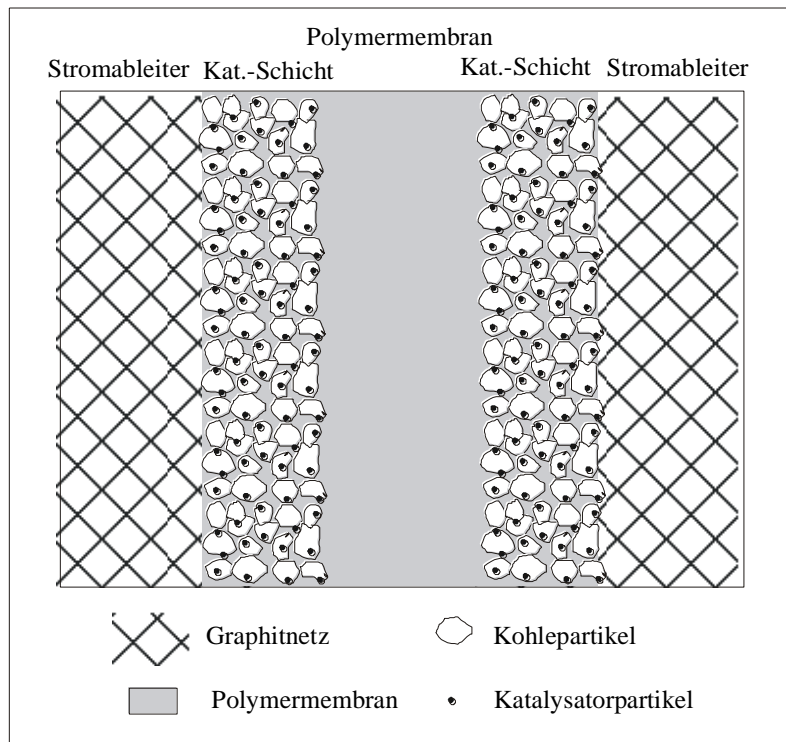 Polymermembran
Stromableiter Kat.-Schicht Kat.-Schicht Stromableiter
Graphitnetz Kohlepartikel
Polymermembran Katalysatorpartikel